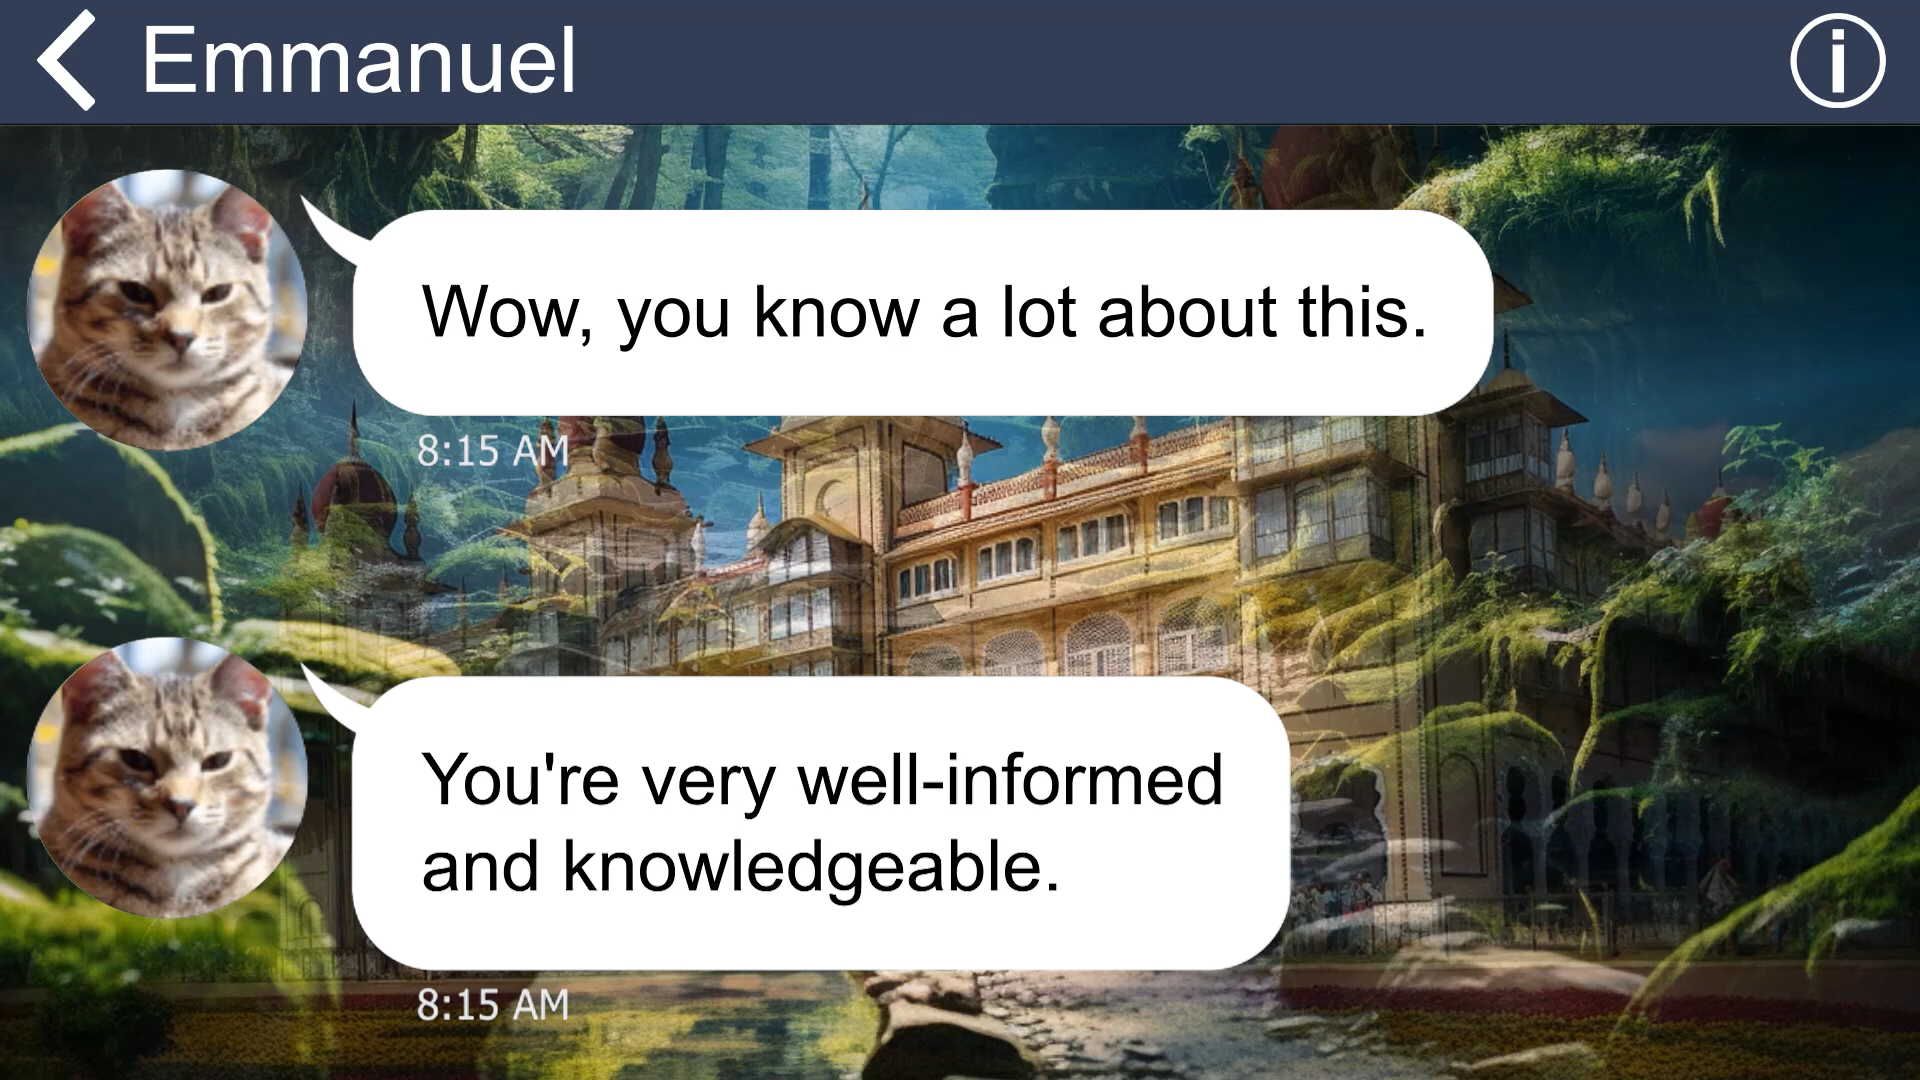 Emmanuel
Wow, you know a lot about this.
8:15 AM
You're very well-informed
and knowledgeable.
8:15 AM